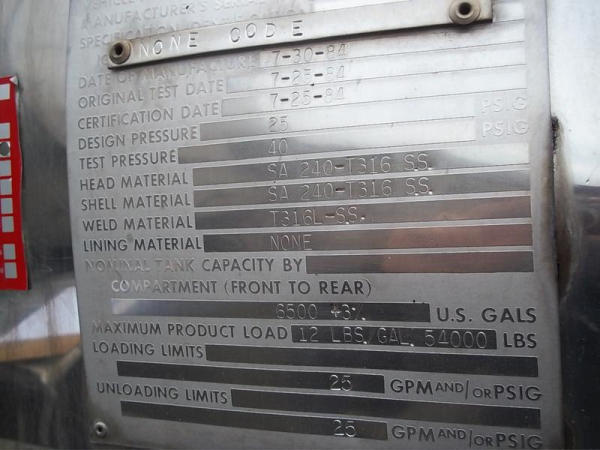 MANUFACTURER'S
NONE CODE
DATE OF MANUFACTURE 7-30-84
ORIGINAL TEST DATE 7-25-84
CERTIFICATION DATE 7-25-84
DESIGN PRESSURE 25 PSIG
TEST PRESSURE 40 PSIG
HEAD MATERIAL SA 240-T316 SS.
SHELL MATERIAL SA 240-T316 SS.
WELD MATERIAL T316L-SS.
LINING MATERIAL NONE
NOMINAL TANK CAPACITY BY
COMPARTMENT (FRONT TO REAR)
6500 +3% U.S. GALS
MAXIMUM PRODUCT LOAD 12 LBS/GAL. 54000 LBS
LOADING LIMITS
25 GPM AND/OR PSIG
UNLOADING LIMITS
25 GPM AND/OR PSIG